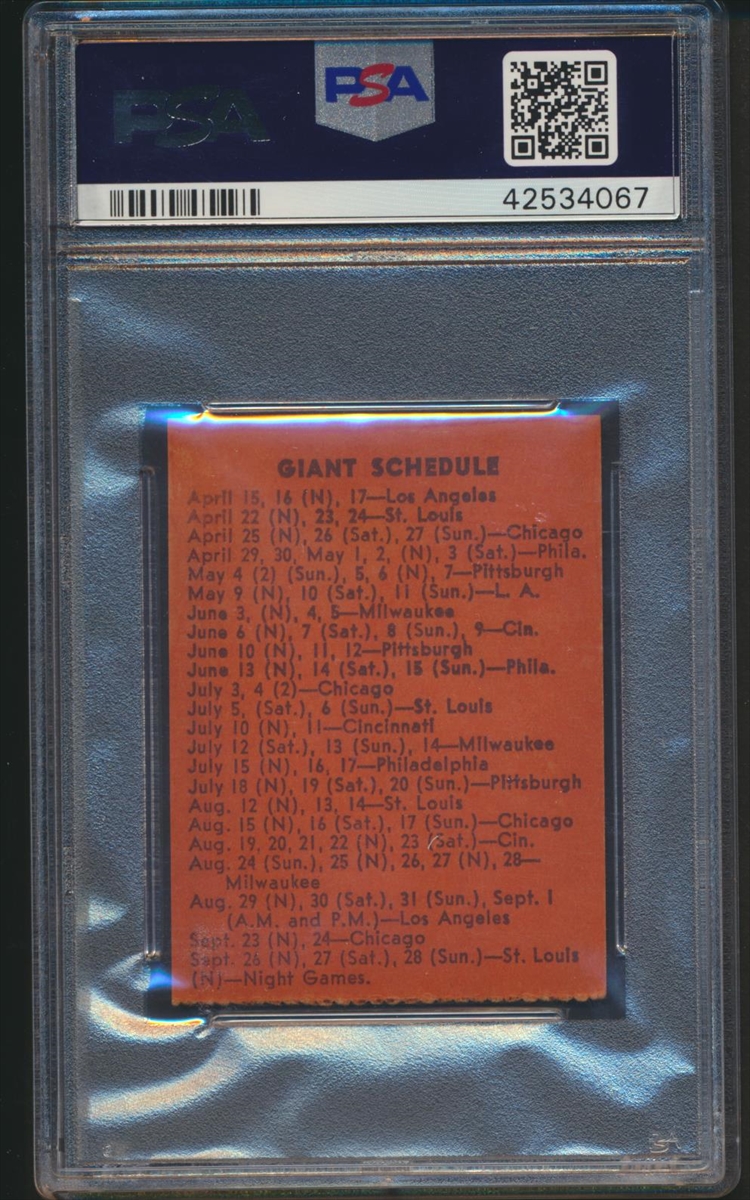 PSA
PSA
42534067
GIANT SCHEDULE
April 15, 16 (N), 17—Los Angeles
April 22 (N), 23, 24—St. Louis
April 25 (N), 26 (Sat.), 27 (Sun.)—Chicago
April 29, 30, May 1, 2, (N), 3 (Sat.)—Phila.
May 4 (2) (Sun.), 5, 6 (N), 7—Pittsburgh
May 9 (N), 10 (Sat.), 11 (Sun.)—L. A.
June 3, (N), 4, 5—Milwaukee
June 6 (N), 7 (Sat.), 8 (Sun.), 9—Cin.
June 10 (N), 11, 12—Pittsburgh
June 13 (N), 14 (Sat.), 15 (Sun.)—Phila.
July 3, 4 (2)—Chicago
July 5, (Sat.), 6 (Sun.)—St. Louis
July 10 (N), 11—Cincinnati
July 12 (Sat.), 13 (Sun.), 14—Milwaukee
July 15 (N), 16, 17—Philadelphia
July 18 (N), 19 (Sat.), 20 (Sun.)—Pittsburgh
Aug. 12 (N), 13, 14—St. Louis
Aug. 15 (N), 16 (Sat.), 17 (Sun.)—Chicago
Aug. 19, 20, 21, 22 (N), 23 (Sat.)—Cin.
Aug. 24 (Sun.), 25 (N), 26, 27 (N), 28—
Milwaukee
Aug. 29 (N), 30 (Sat.), 31 (Sun.), Sept. 1
(A.M. and P.M.)—Los Angeles
Sept. 23 (N), 24—Chicago
Sept. 26 (N), 27 (Sat.), 28 (Sun.)—St. Louis
(N)—Night Games.